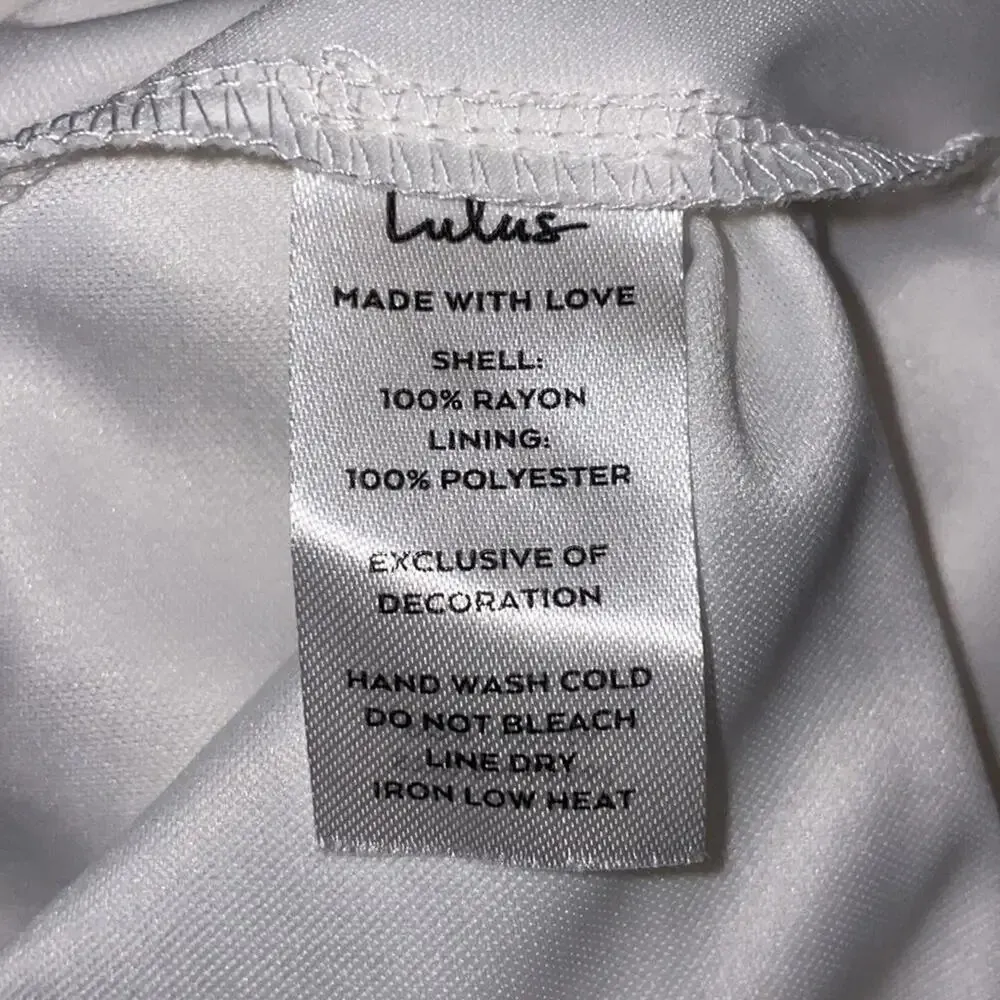 Lulus
MADE WITH LOVE
SHELL:
100% RAYON
LINING:
100% POLYESTER
EXCLUSIVE OF
DECORATION
HAND WASH COLD
DO NOT BLEACH
LINE DRY
IRON LOW HEAT